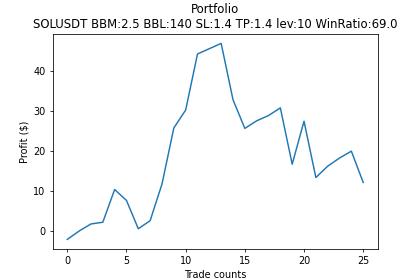 Portfolio
SOLUSDT BBM:2.5 BBL:140 SL:1.4 TP:1.4 lev:10 WinRatio:69.0
40
30
20
10
0
Profit ($)
0 5 10 15 20 25
Trade counts